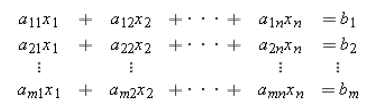 a₁₁x₁ + a₁₂x₂ + · · · + a₁ₙxₙ = b₁
a₂₁x₁ + a₂₂x₂ + · · · + a₂ₙxₙ = b₂
⋮ ⋮ ⋮ ⋮
aₘ₁x₁ + aₘ₂x₂ + · · · + aₘₙxₙ = bₘ